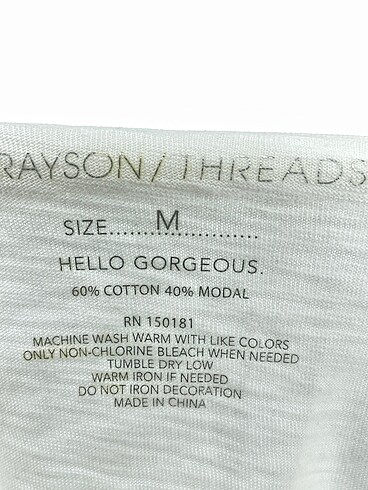 RAYSON/THREADS
SIZE......M............
HELLO GORGEOUS.
60% COTTON 40% MODAL
RN 150181
MACHINE WASH WARM WITH LIKE COLORS
ONLY NON-CHLORINE BLEACH WHEN NEEDED
TUMBLE DRY LOW
WARM IRON IF NEEDED
DO NOT IRON DECORATION
MADE IN CHINA